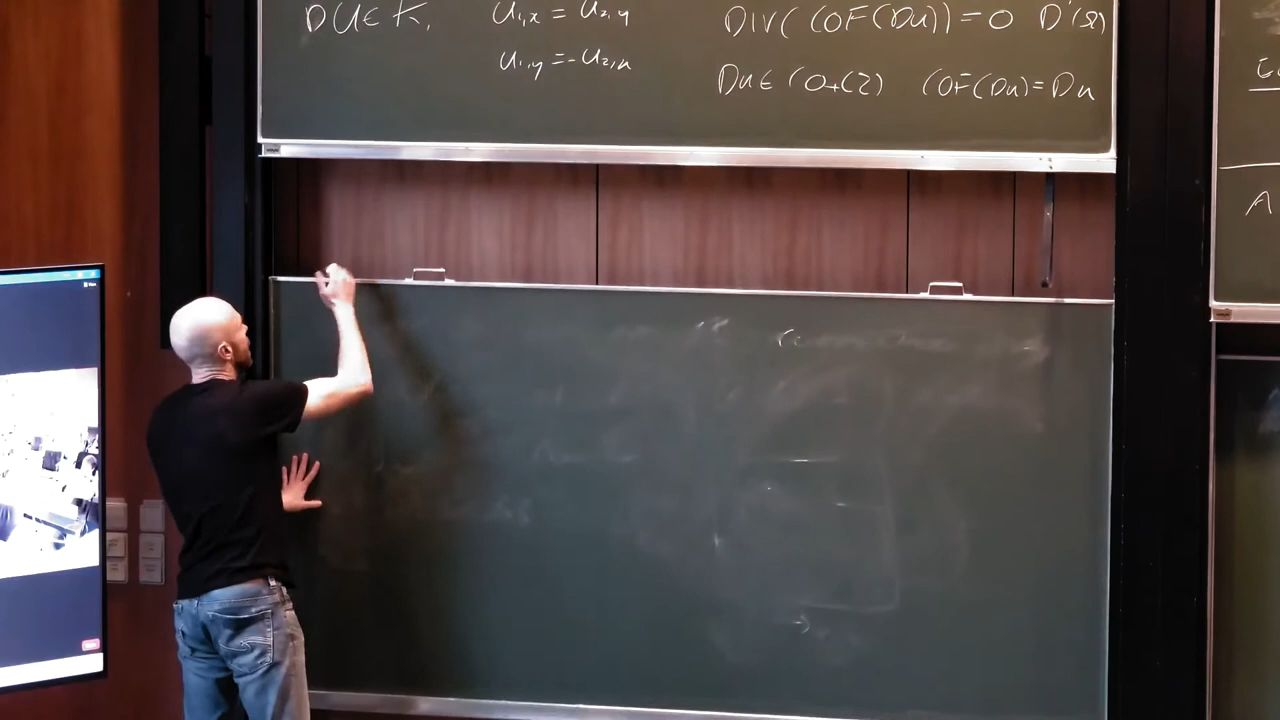 DU ∈ K, u₁,ₓ = u₂,y DIV(COF(Du)) = 0 D'(Ω)
u₁,y = -u₂,ₓ
Du ∈ CO+(2) COF(Du) = Du
A